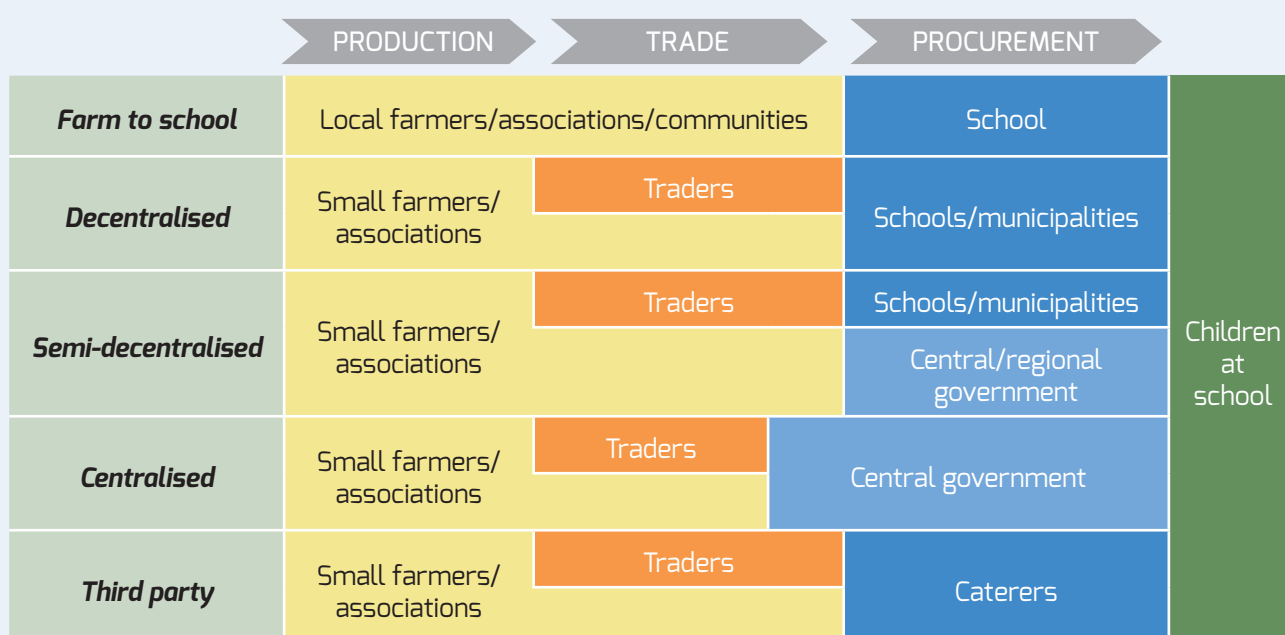 PRODUCTION
TRADE
PROCUREMENT
Farm to school
Local farmers/associations/communities
School
Decentralised
Small farmers/
associations
Traders
Schools/municipalities
Semi-decentralised
Small farmers/
associations
Traders
Schools/municipalities
Central/regional
government
Centralised
Small farmers/
associations
Traders
Central government
Third party
Small farmers/
associations
Traders
Caterers
Children
at
school